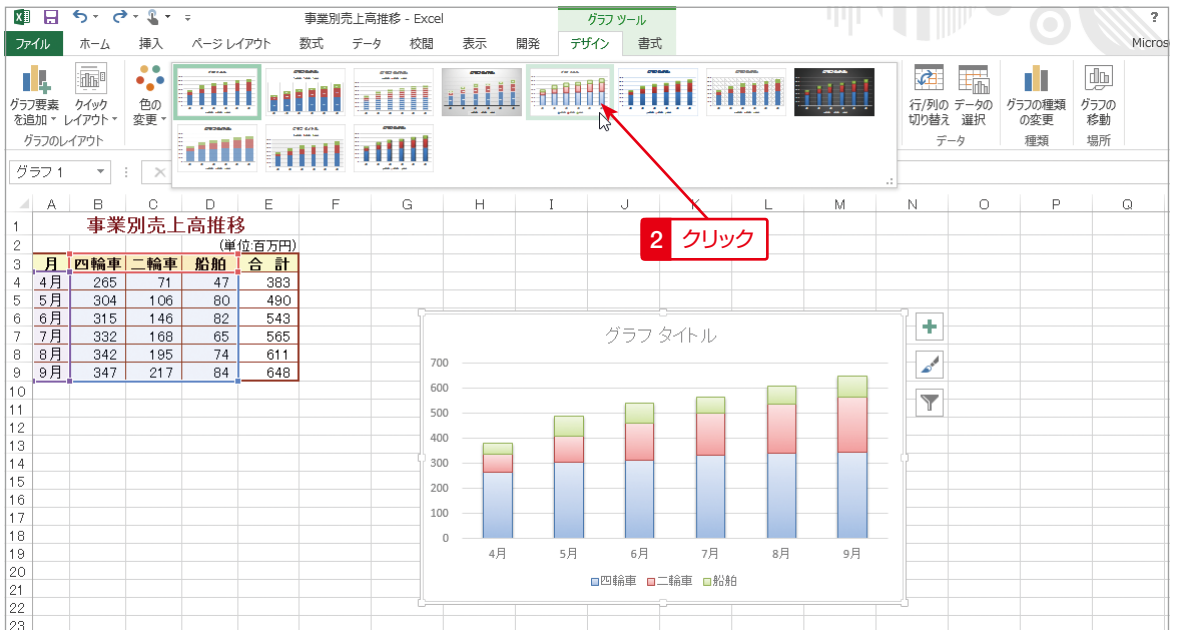 事業別売上高推移 - Excel
グラフ ツール
?
ファイル ホーム 挿入 ページ レイアウト 数式 データ 校閲 表示 開発 デザイン 書式
Micros
グラフ要素を追加
クイック レイアウト
色の変更
行/列の切り替え
データの選択
グラフの種類の変更
グラフの移動
グラフのレイアウト
データ
種類
場所
グラフ 1
2 クリック
A B C D E F G H I J K L M N O P Q
1 事業別売上高推移
2 (単位:百万円)
3 月 四輪車 二輪車 船舶 合 計
4 4月 265 71 47 383
5 5月 304 106 80 490
6 6月 315 146 82 543
7 7月 332 168 65 565
8 8月 342 195 74 611
9 9月 347 217 84 648
10
11
12
13
14
15
16
17
18
19
20
21
22
23
グラフ タイトル
700
600
500
400
300
200
100
0
4月 5月 6月 7月 8月 9月
四輪車 二輪車 船舶